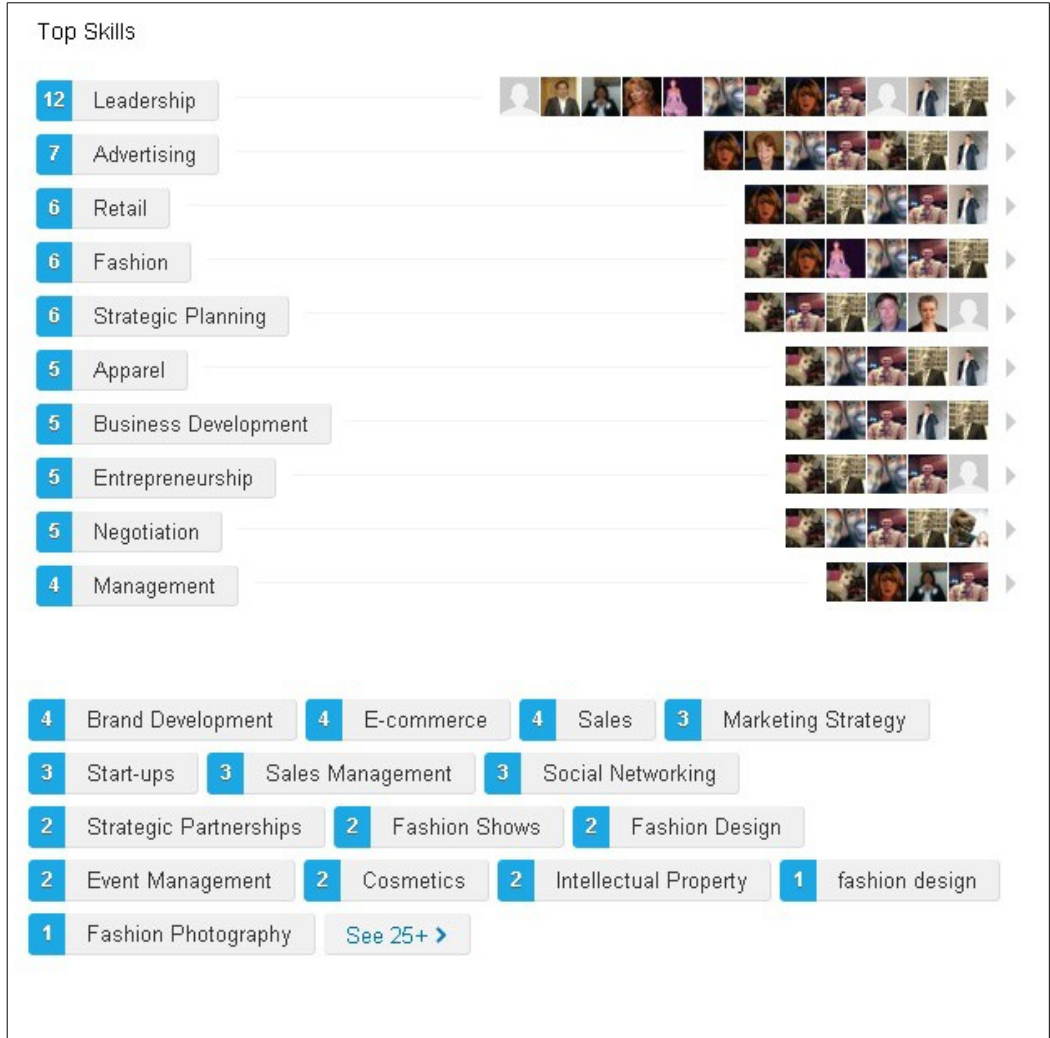 Top Skills
12 Leadership
7 Advertising
6 Retail
6 Fashion
6 Strategic Planning
5 Apparel
5 Business Development
5 Entrepreneurship
5 Negotiation
4 Management
4 Brand Development 4 E-commerce 4 Sales 3 Marketing Strategy
3 Start-ups 3 Sales Management 3 Social Networking
2 Strategic Partnerships 2 Fashion Shows 2 Fashion Design
2 Event Management 2 Cosmetics 2 Intellectual Property 1 fashion design
1 Fashion Photography See 25+ >